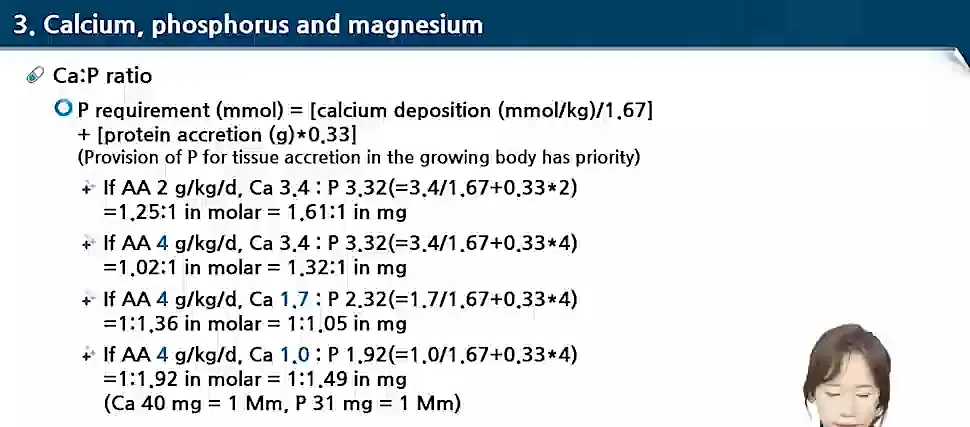 3. Calcium, phosphorus and magnesium
Ca:P ratio
P requirement (mmol) = [calcium deposition (mmol/kg)/1.67]
+ [protein accretion (g)*0.33]
(Provision of P for tissue accretion in the growing body has priority)
If AA 2 g/kg/d, Ca 3.4 : P 3.32(=3.4/1.67+0.33*2)
=1.25:1 in molar = 1.61:1 in mg
If AA 4 g/kg/d, Ca 3.4 : P 3.32(=3.4/1.67+0.33*4)
=1.02:1 in molar = 1.32:1 in mg
If AA 4 g/kg/d, Ca 1.7 : P 2.32(=1.7/1.67+0.33*4)
=1:1.36 in molar = 1:1.05 in mg
If AA 4 g/kg/d, Ca 1.0 : P 1.92(=1.0/1.67+0.33*4)
=1:1.92 in molar = 1:1.49 in mg
(Ca 40 mg = 1 Mm, P 31 mg = 1 Mm)